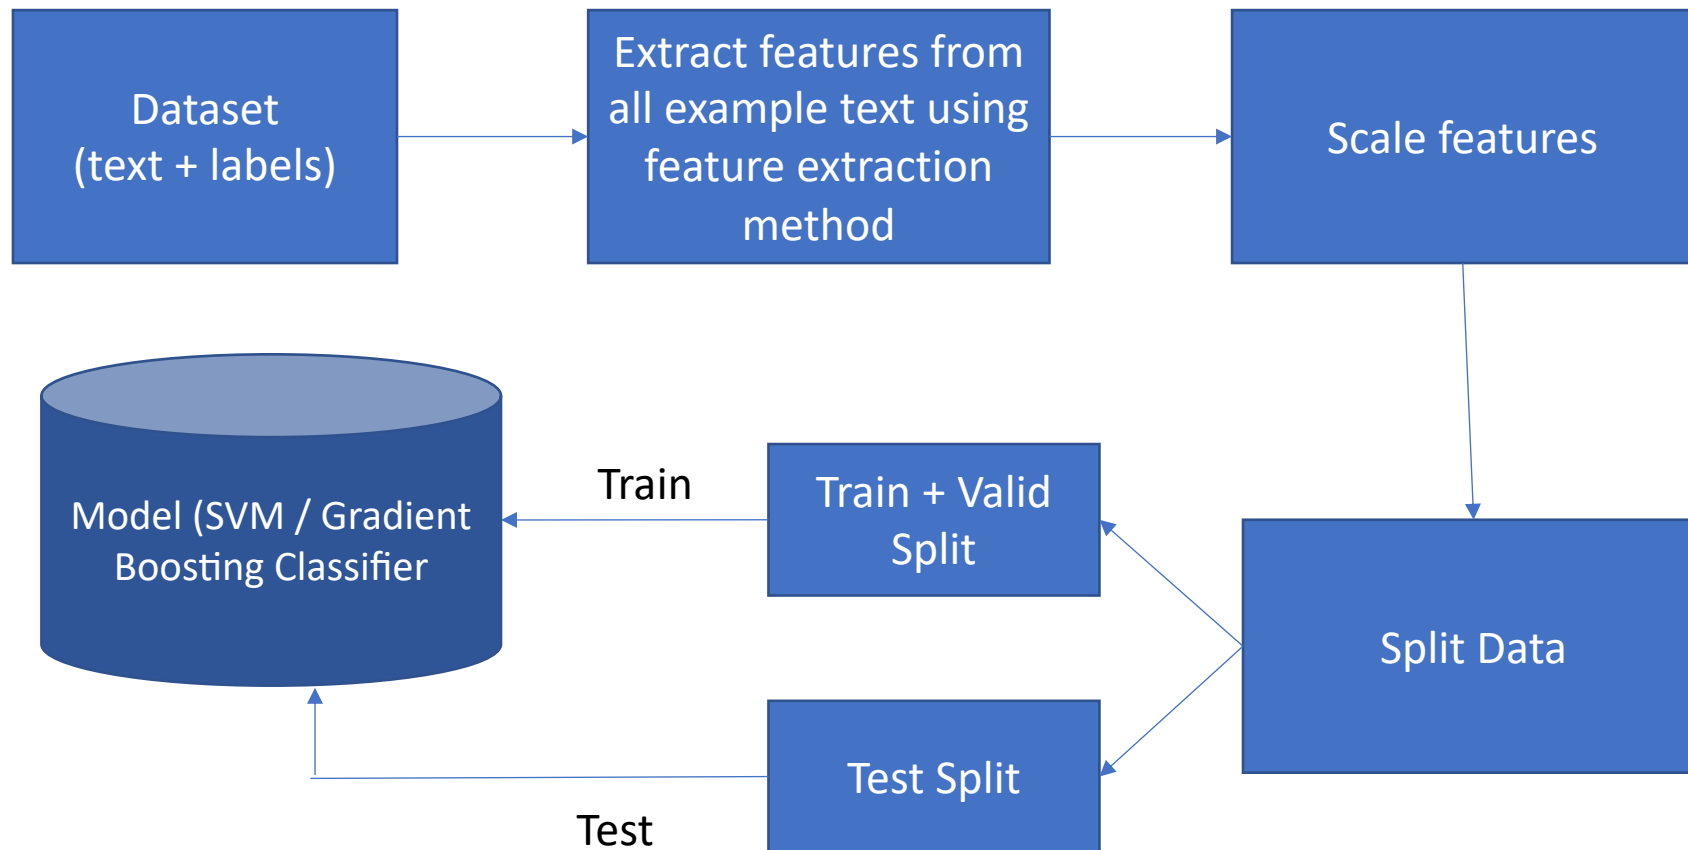 Dataset
(text + labels)
Extract features from
all example text using
feature extraction
method
Scale features
Model (SVM / Gradient
Boosting Classifier
Train
Train + Valid
Split
Split Data
Test Split
Test